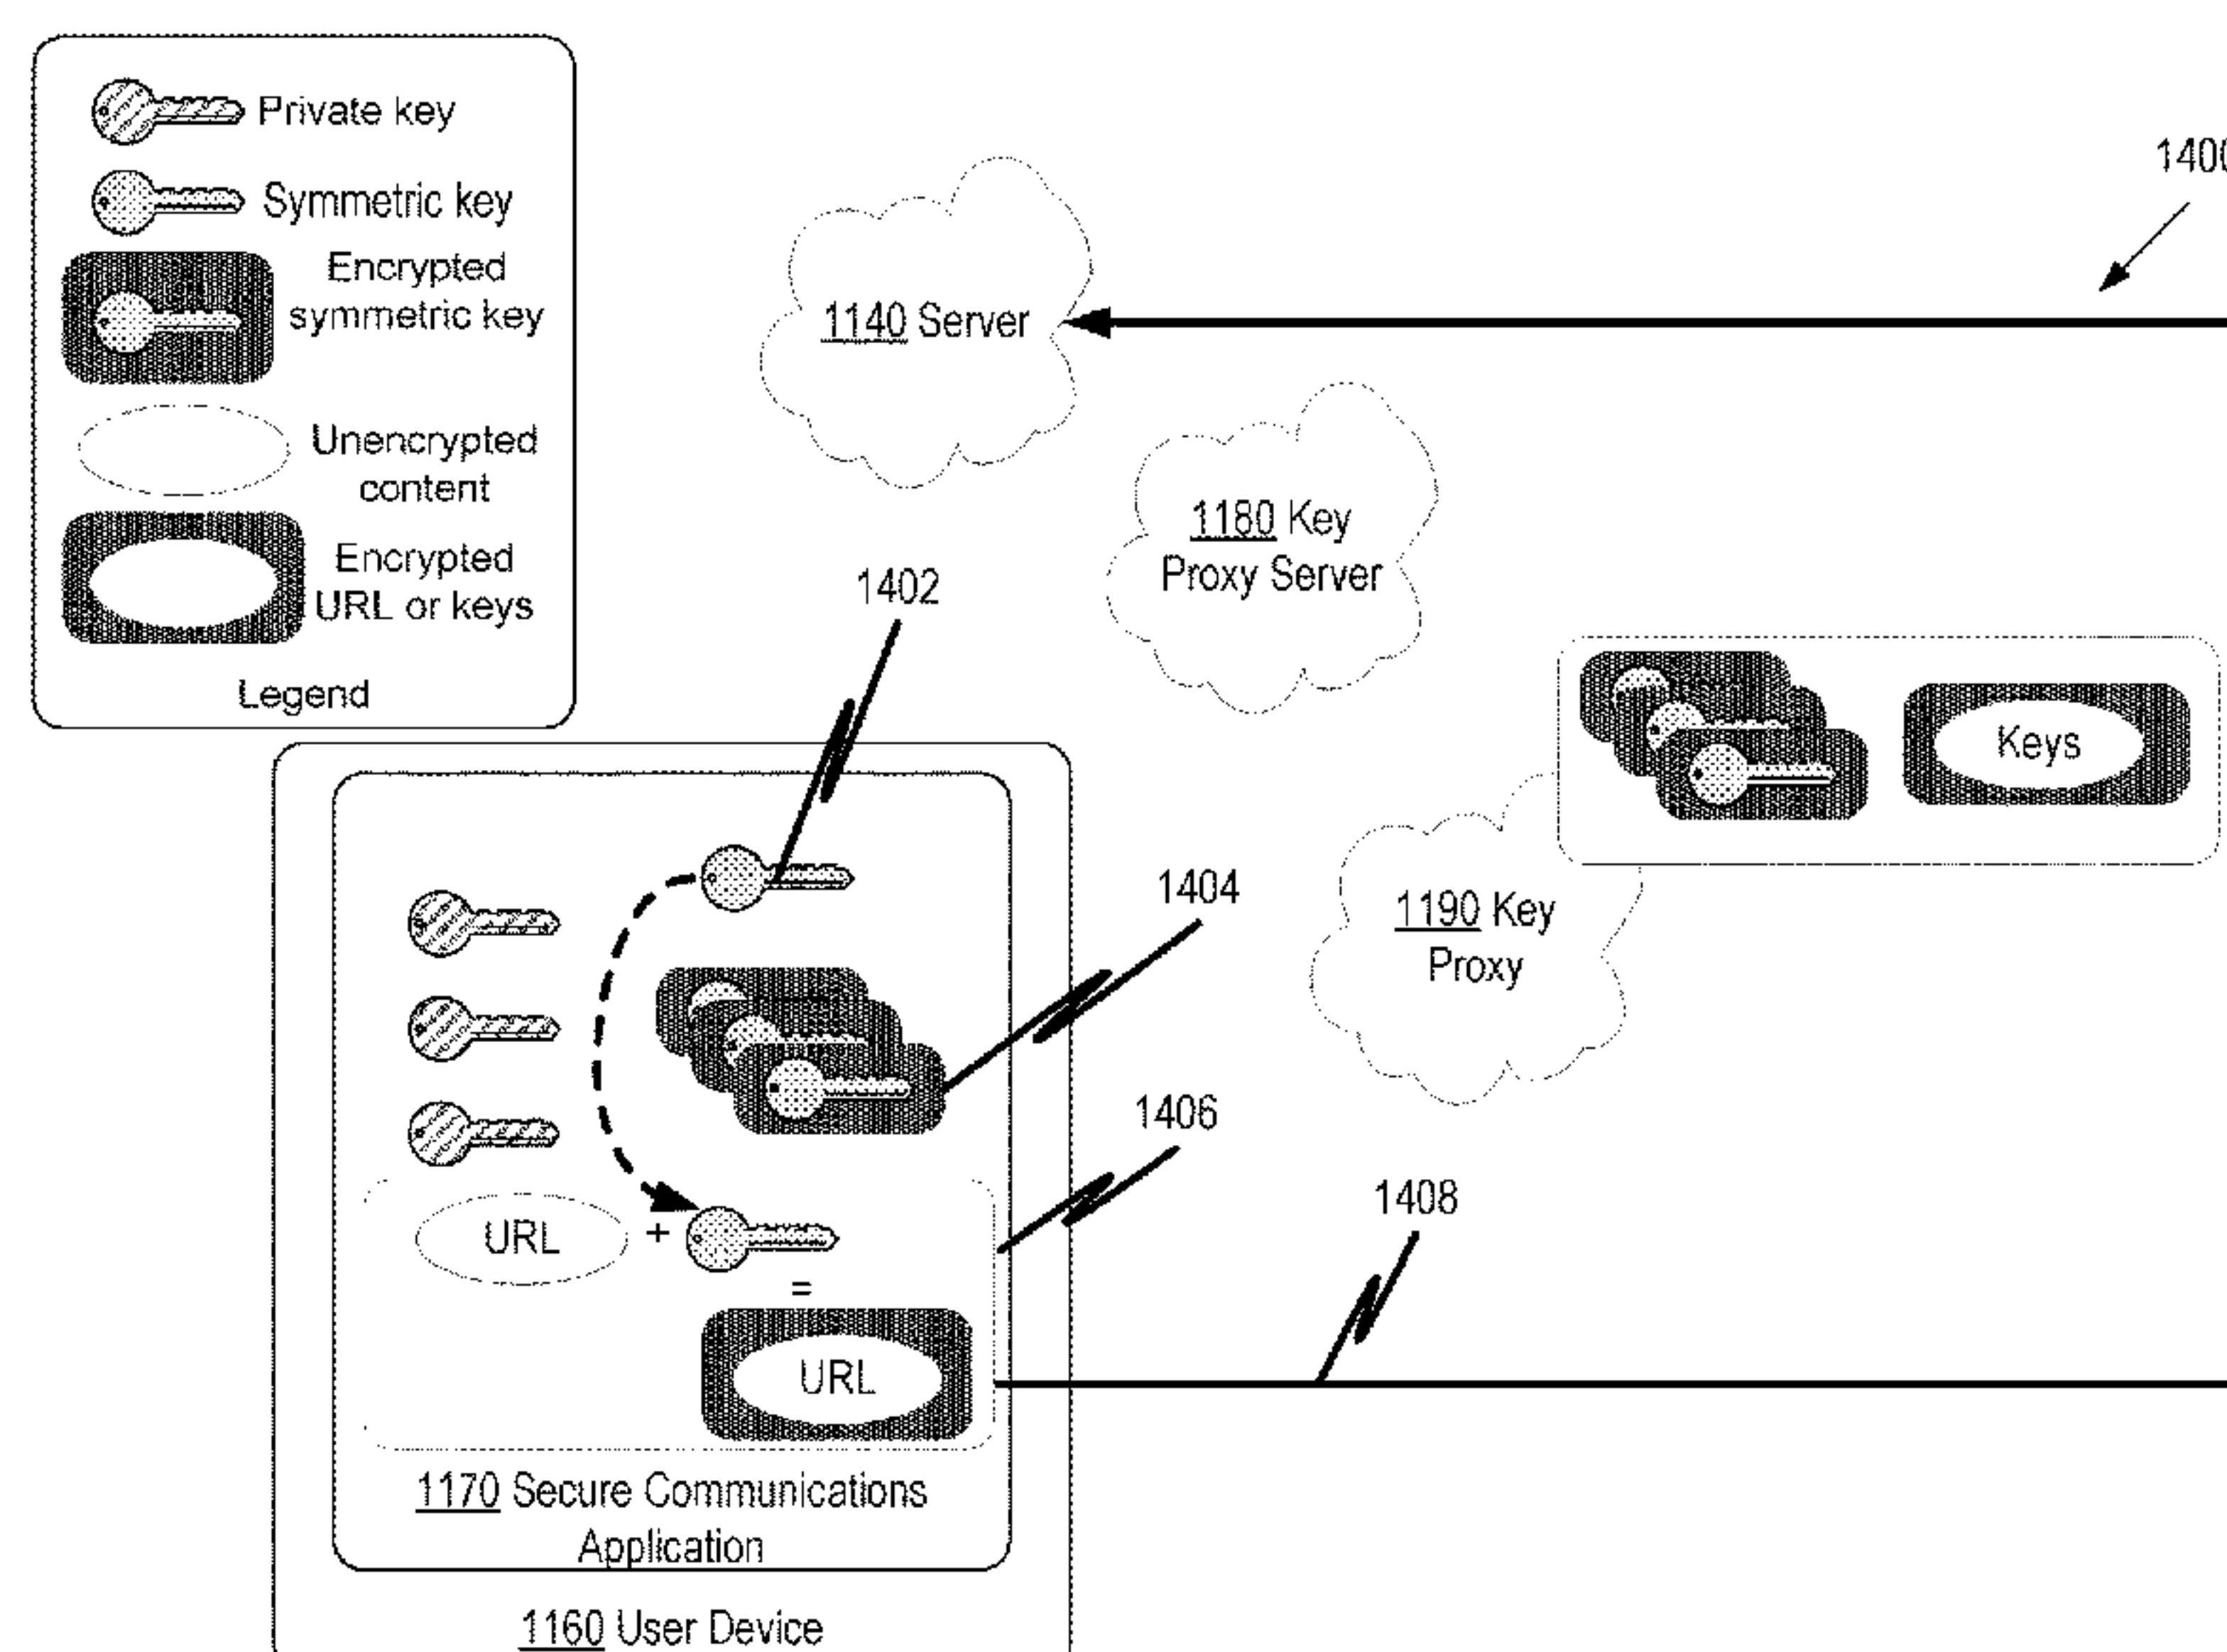 Private key
Symmetric key
Encrypted
symmetric key
Unencrypted
content
Encrypted
URL or keys
Legend
1140 Server
1180 Key
Proxy Server
1402
Keys
1404
1190 Key
Proxy
1406
1408
URL
+
=
URL
1170 Secure Communications
Application
1160 User Device